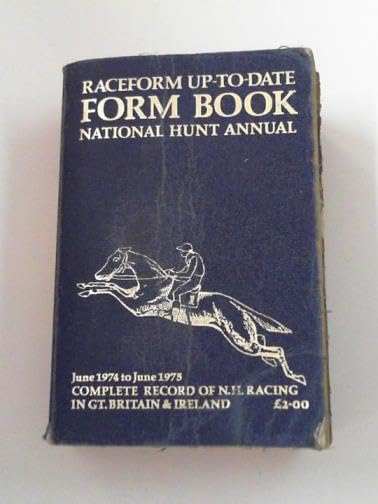 RACEFORM UP-TO-DATE
FORM BOOK
NATIONAL HUNT ANNUAL
June 1974 to June 1975
COMPLETE RECORD OF N.H. RACING
IN GT. BRITAIN & IRELAND £2·00